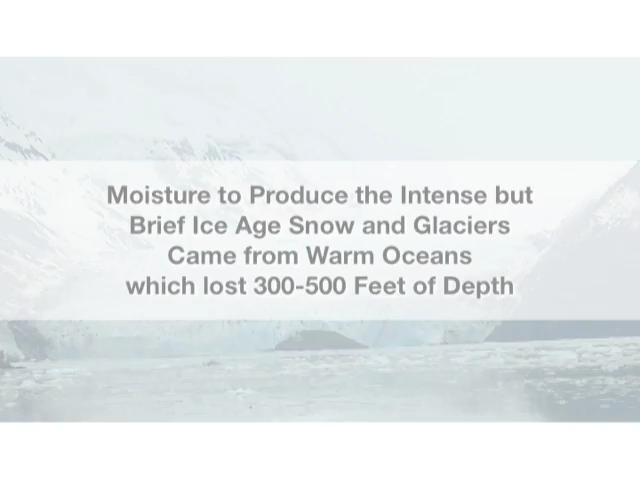 Moisture to Produce the Intense but
Brief Ice Age Snow and Glaciers
Came from Warm Oceans
which lost 300-500 Feet of Depth